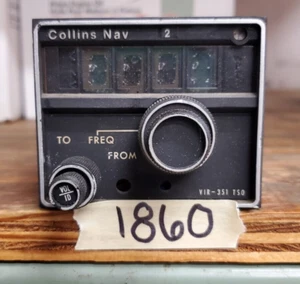 Collins Nav 2
TO FREQ
FROM
VOL
ID
VIR-351 TSO
1860